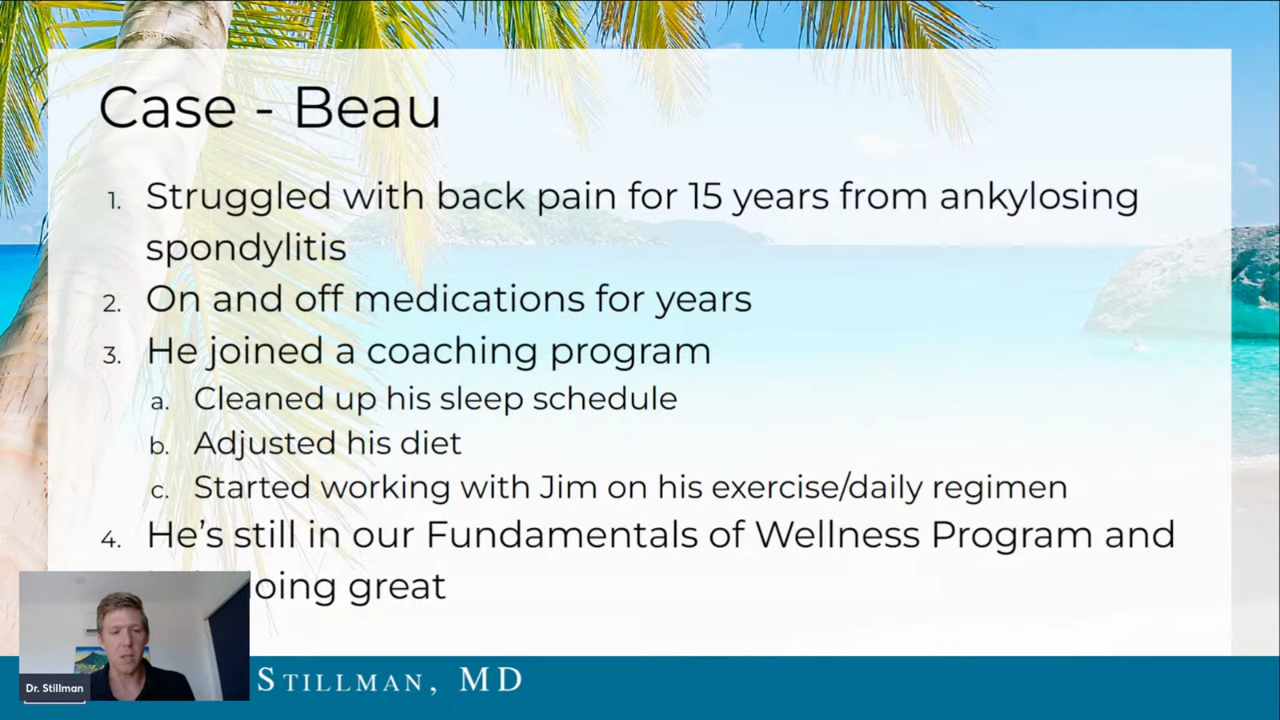 Case - Beau
1. Struggled with back pain for 15 years from ankylosing
spondylitis
2. On and off medications for years
3. He joined a coaching program
a. Cleaned up his sleep schedule
b. Adjusted his diet
c. Started working with Jim on his exercise/daily regimen
4. He's still in our Fundamentals of Wellness Program and
oing great
Dr. Stillman
STILLMAN, MD